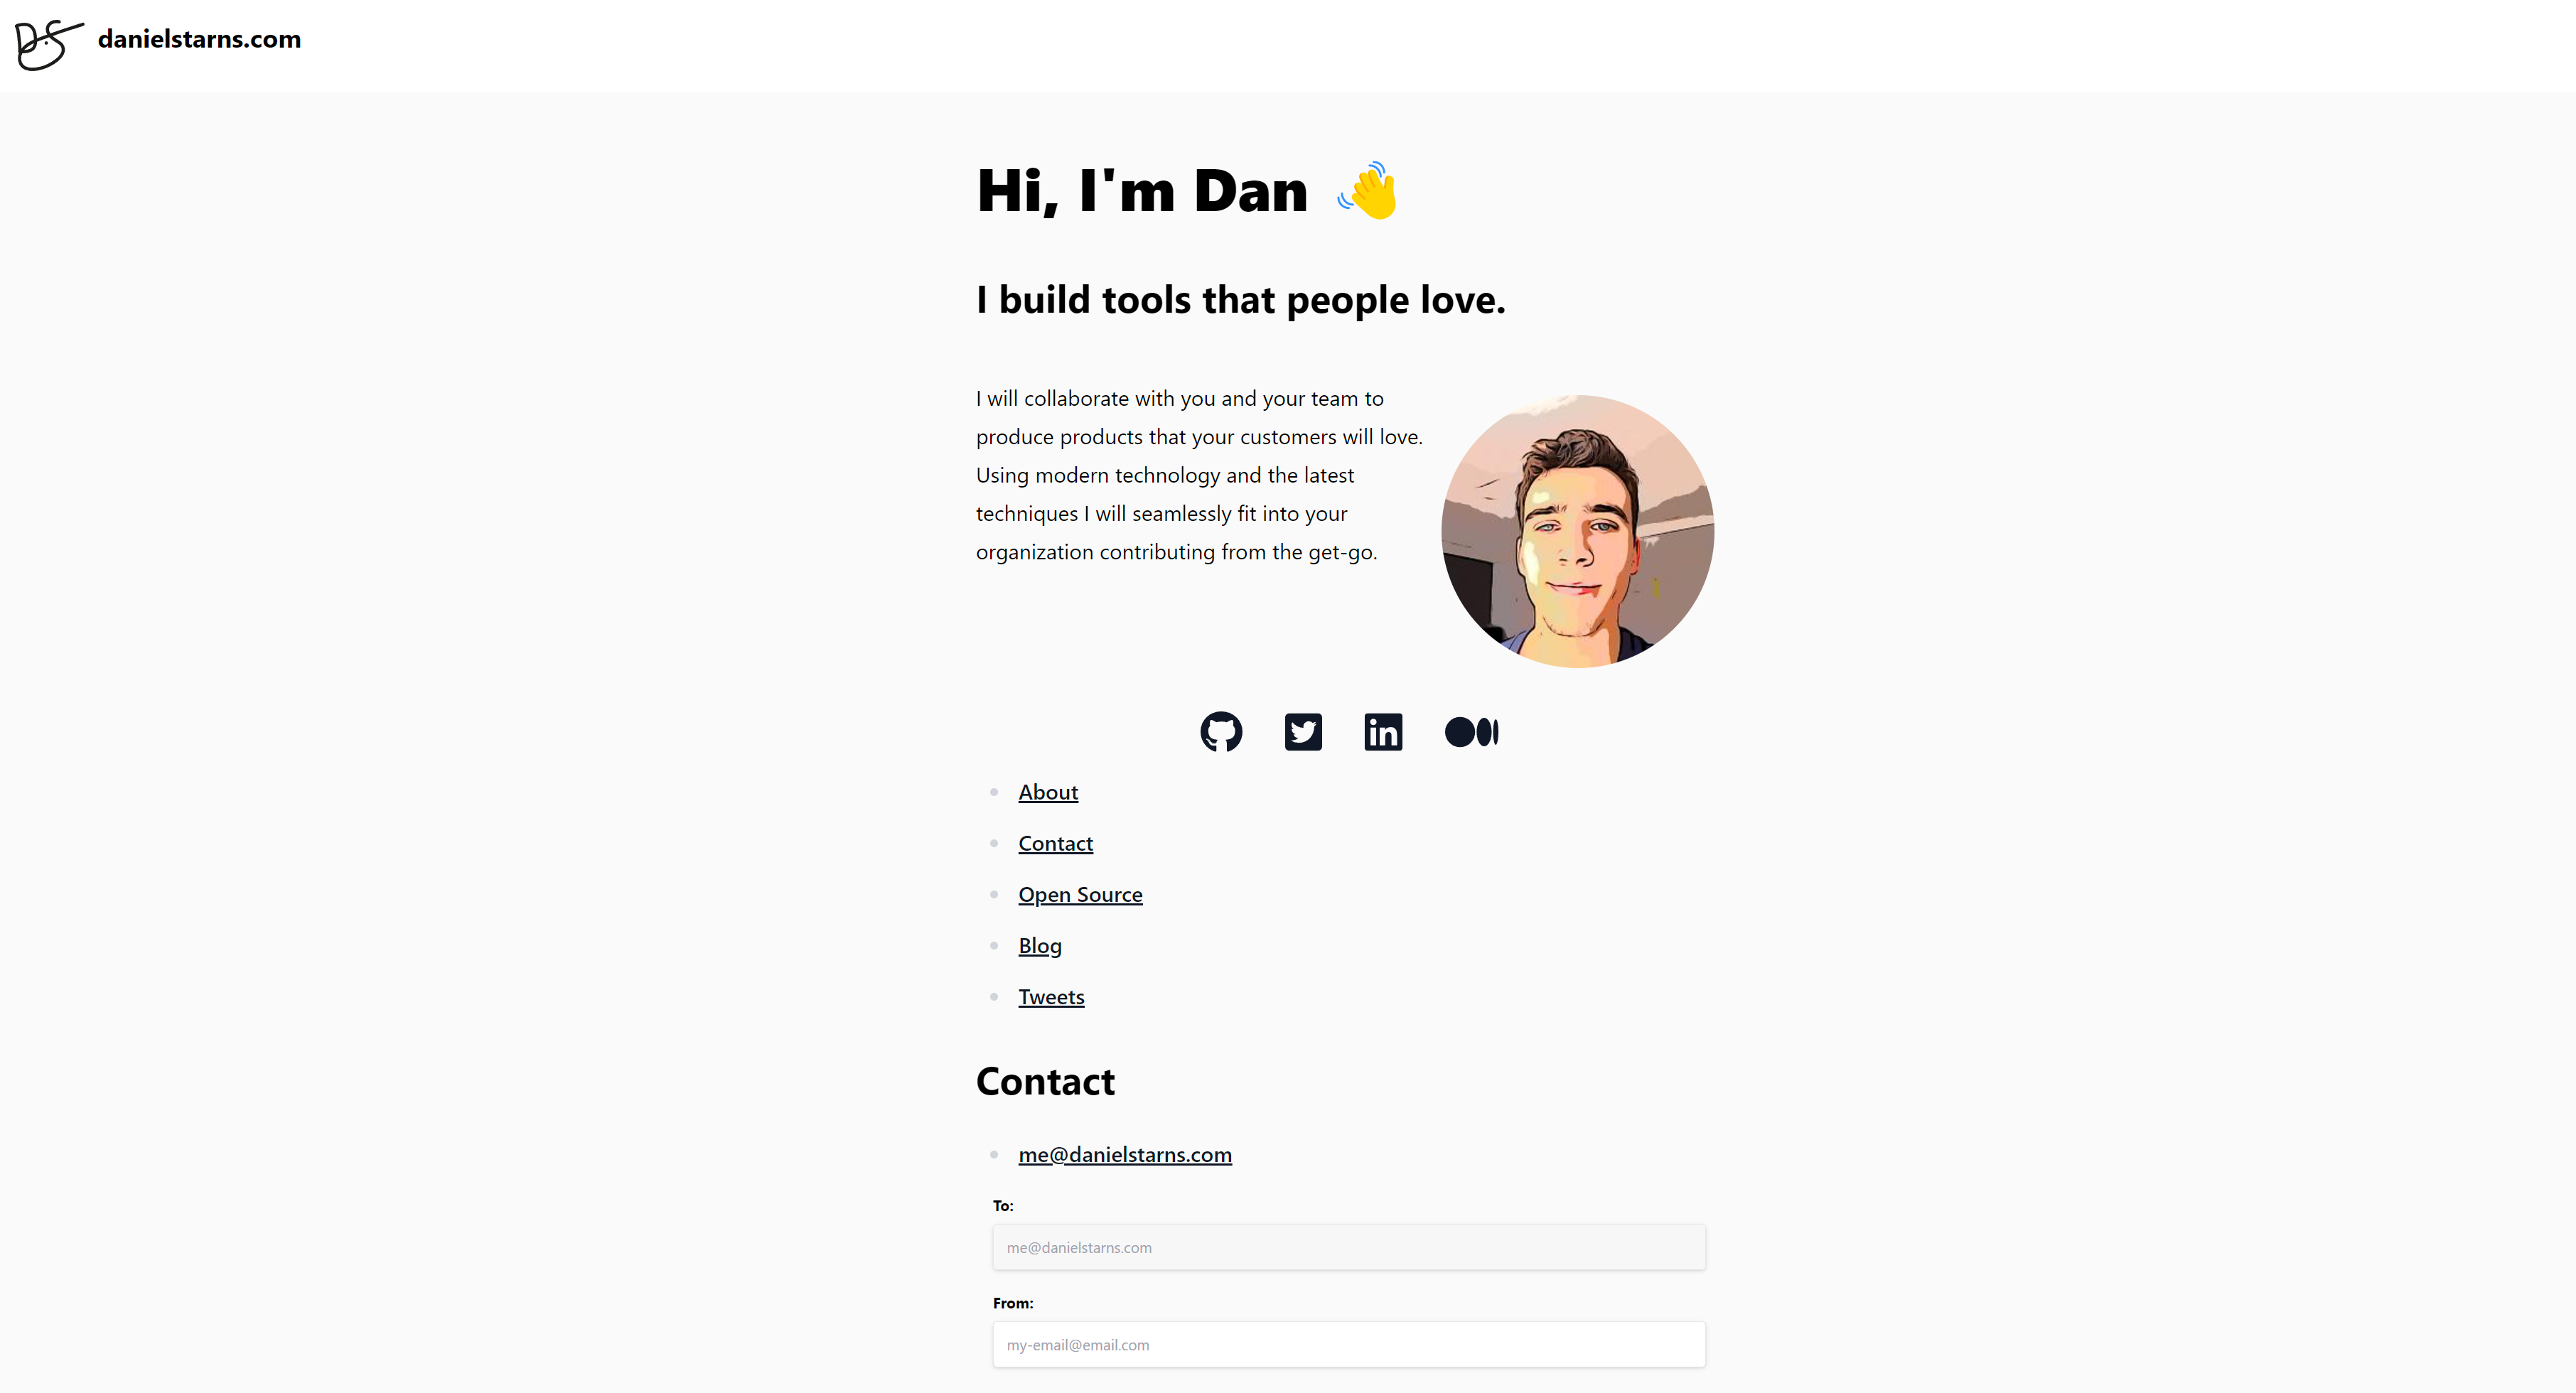 D.S
danielstarns.com
Hi, I'm Dan 👋
I build tools that people love.
I will collaborate with you and your team to
produce products that your customers will love.
Using modern technology and the latest
techniques I will seamlessly fit into your
organization contributing from the get-go.
in
About
Contact
Open Source
Blog
Tweets
Contact
me@danielstarns.com
To:
me@danielstarns.com
From:
my-email@email.com